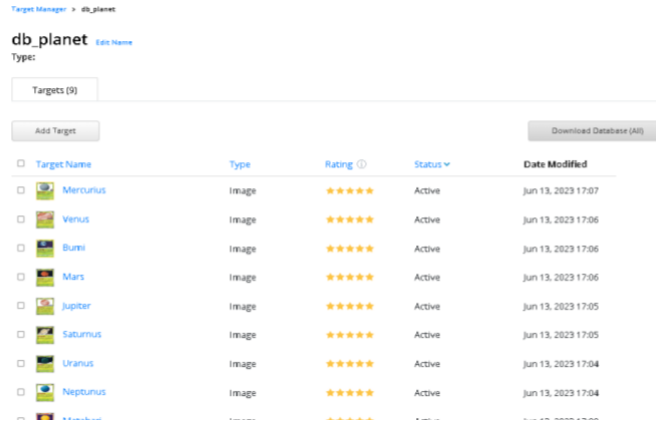 Target Manager > db_planet
db_planet Edit Name
Type:
Targets (9)
Add Target Download Database (All)
Target Name Type Rating Status Date Modified
Mercurius Image Active Jun 13, 2023 17:07
Venus Image Active Jun 13, 2023 17:06
Bumi Image Active Jun 13, 2023 17:06
Mars Image Active Jun 13, 2023 17:06
Jupiter Image Active Jun 13, 2023 17:05
Saturnus Image Active Jun 13, 2023 17:05
Uranus Image Active Jun 13, 2023 17:04
Neptunus Image Active Jun 13, 2023 17:04